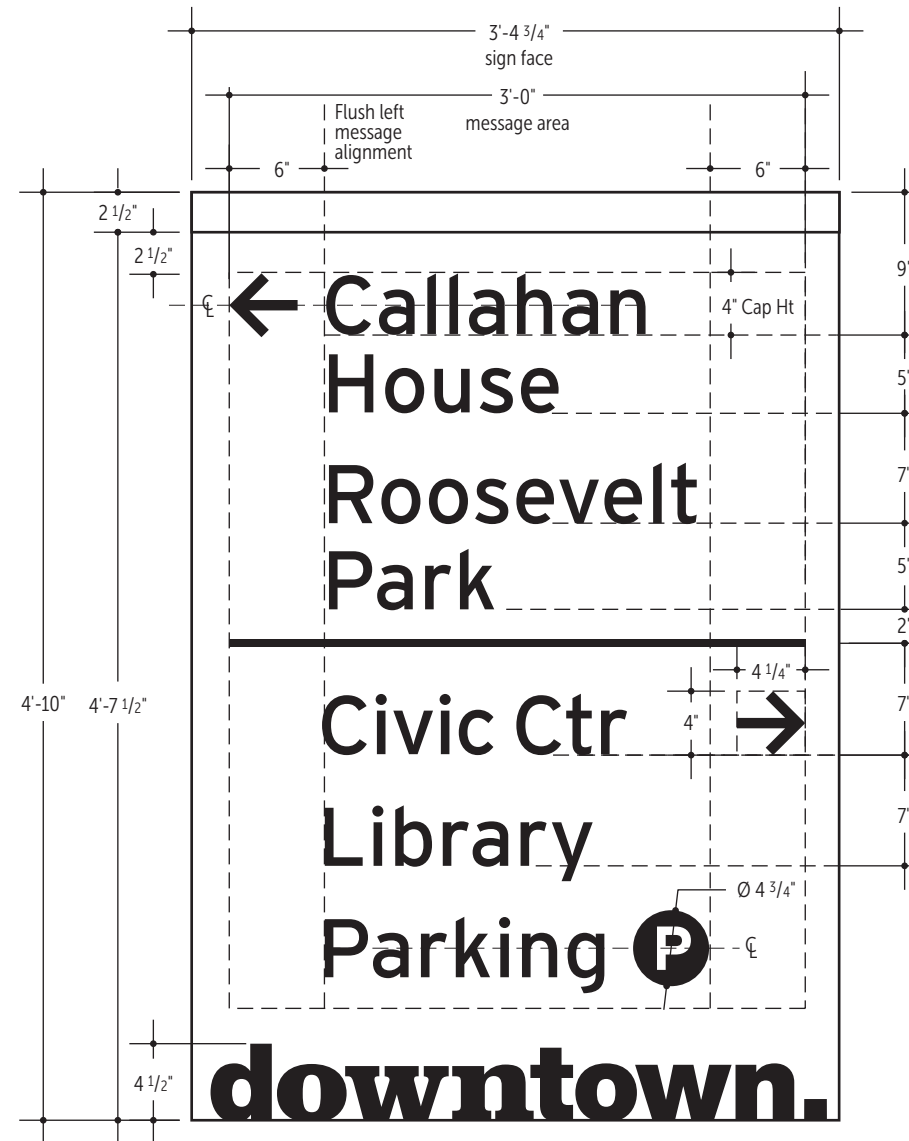 3'-4 3/4"
sign face
3'-0"
message area
Flush left
message
alignment
6"
6"
2 1/2"
2 1/2"
9'
℄
Callahan
4" Cap Ht
House
5'
Roosevelt
7'
Park
5'
2'
4 1/4"
4'-10"
4'-7 1/2"
Civic Ctr
4"
7'
Library
7'
Ø 4 3/4"
Parking
P
℄
4 1/2"
downtown.